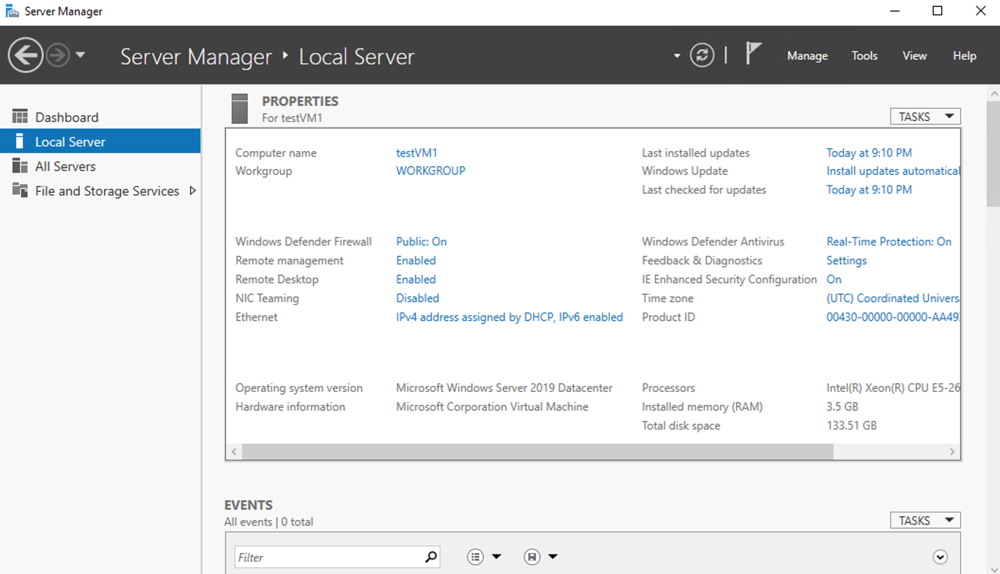 Server Manager
Server Manager ‣ Local Server
Manage Tools View Help
Dashboard
Local Server
All Servers
File and Storage Services
PROPERTIES
For testVM1
TASKS
Computer name testVM1 Last installed updates Today at 9:10 PM
Workgroup WORKGROUP Windows Update Install updates automatical
Last checked for updates Today at 9:10 PM
Windows Defender Firewall Public: On Windows Defender Antivirus Real-Time Protection: On
Remote management Enabled Feedback & Diagnostics Settings
Remote Desktop Enabled IE Enhanced Security Configuration On
NIC Teaming Disabled Time zone (UTC) Coordinated Univers
Ethernet IPv4 address assigned by DHCP, IPv6 enabled Product ID 00430-00000-00000-AA49
Operating system version Microsoft Windows Server 2019 Datacenter Processors Intel(R) Xeon(R) CPU E5-26
Hardware information Microsoft Corporation Virtual Machine Installed memory (RAM) 3.5 GB
Total disk space 133.51 GB
EVENTS
All events | 0 total
TASKS
Filter